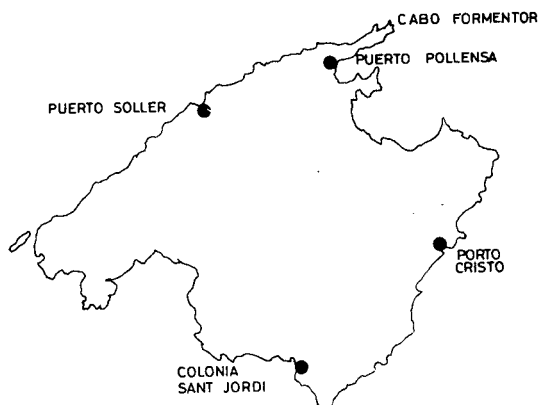 CABO FORMENTOR
PUERTO POLLENSA
PUERTO SOLLER
PORTO
CRISTO
COLONIA
SANT JORDI